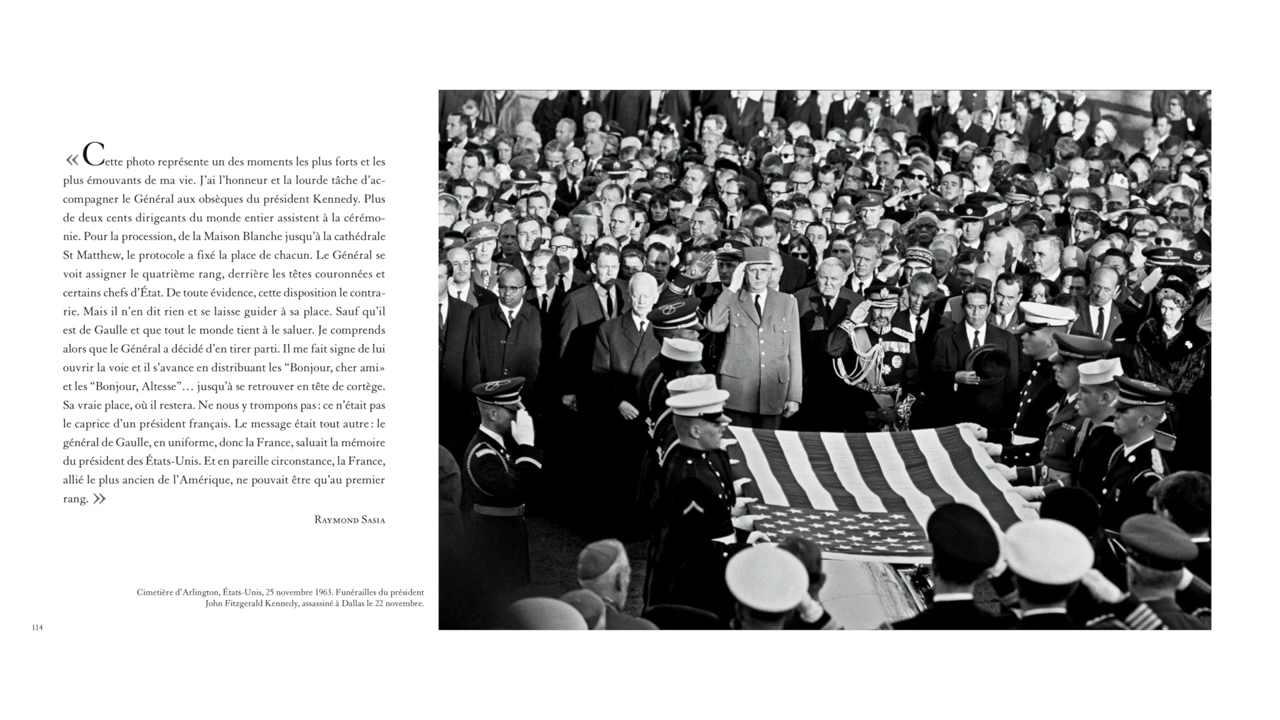 « Cette photo représente un des moments les plus forts et les
plus émouvants de ma vie. J'ai l'honneur et la lourde tâche d'ac-
compagner le Général aux obsèques du président Kennedy. Plus
de deux cents dirigeants du monde entier assistent à la cérémo-
nie. Pour la procession, de la Maison Blanche jusqu'à la cathédrale
St Matthew, le protocole a fixé la place de chacun. Le Général se
voit assigner le quatrième rang, derrière les têtes couronnées et
certains chefs d'État. De toute évidence, cette disposition le contra-
rie. Mais il n'en dit rien et se laisse guider à sa place. Sauf qu'il
est de Gaulle et que tout le monde tient à le saluer. Je comprends
alors que le Général a décidé d'en tirer parti. Il me fait signe de lui
ouvrir la voie et il s'avance en distribuant les “Bonjour, cher ami»
et les “Bonjour, Altesse”… jusqu'à se retrouver en tête de cortège.
Sa vraie place, où il restera. Ne nous y trompons pas : ce n'était pas
le caprice d'un président français. Le message était tout autre : le
général de Gaulle, en uniforme, donc la France, saluait la mémoire
du président des États-Unis. Et en pareille circonstance, la France,
allié le plus ancien de l'Amérique, ne pouvait être qu'au premier
rang. »
Raymond Sasia
Cimetière d'Arlington, États-Unis, 25 novembre 1963. Funérailles du président
John Fitzgerald Kennedy, assassiné à Dallas le 22 novembre.
114